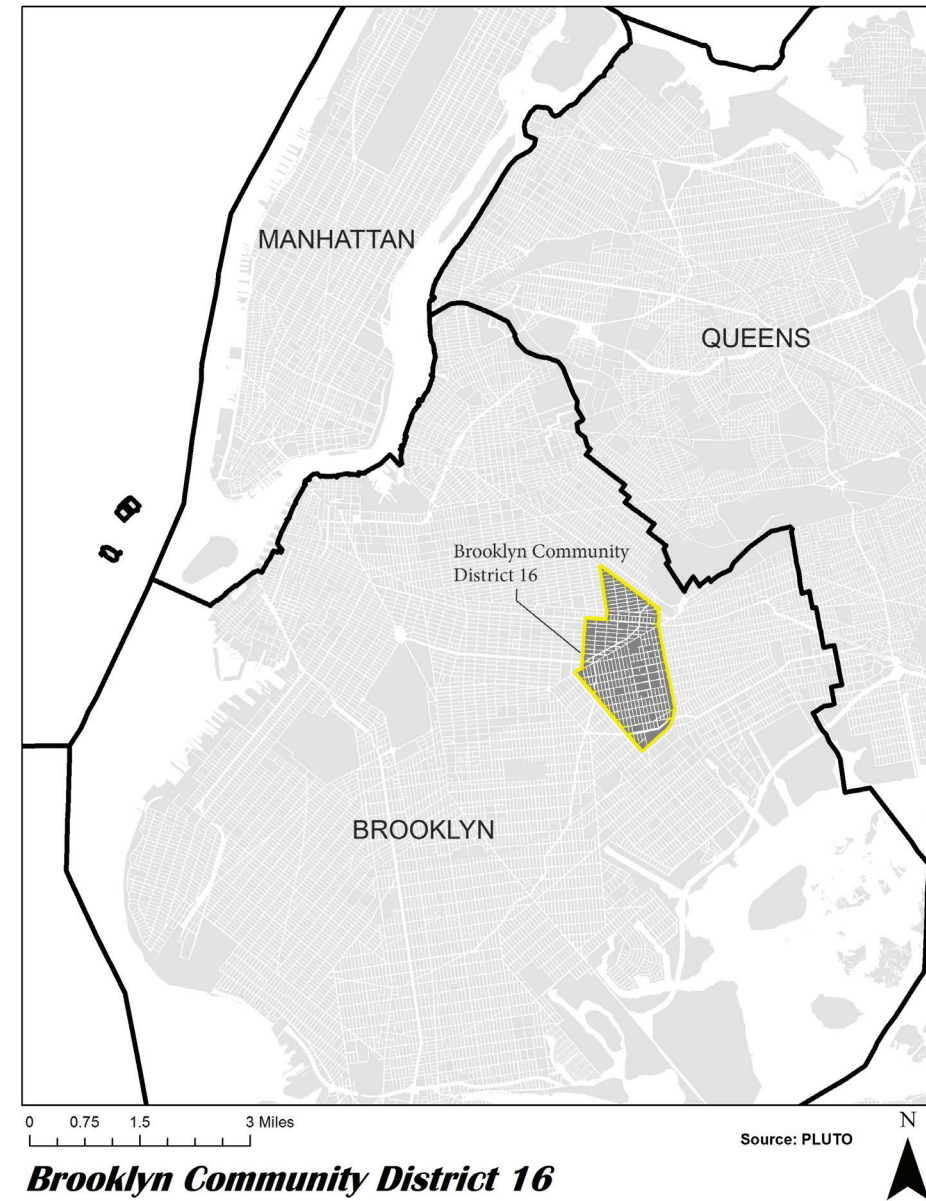 MANHATTAN
QUEENS
Brooklyn Community
District 16
BROOKLYN
0 0.75 1.5 3 Miles
Source: PLUTO
N
Brooklyn Community District 16